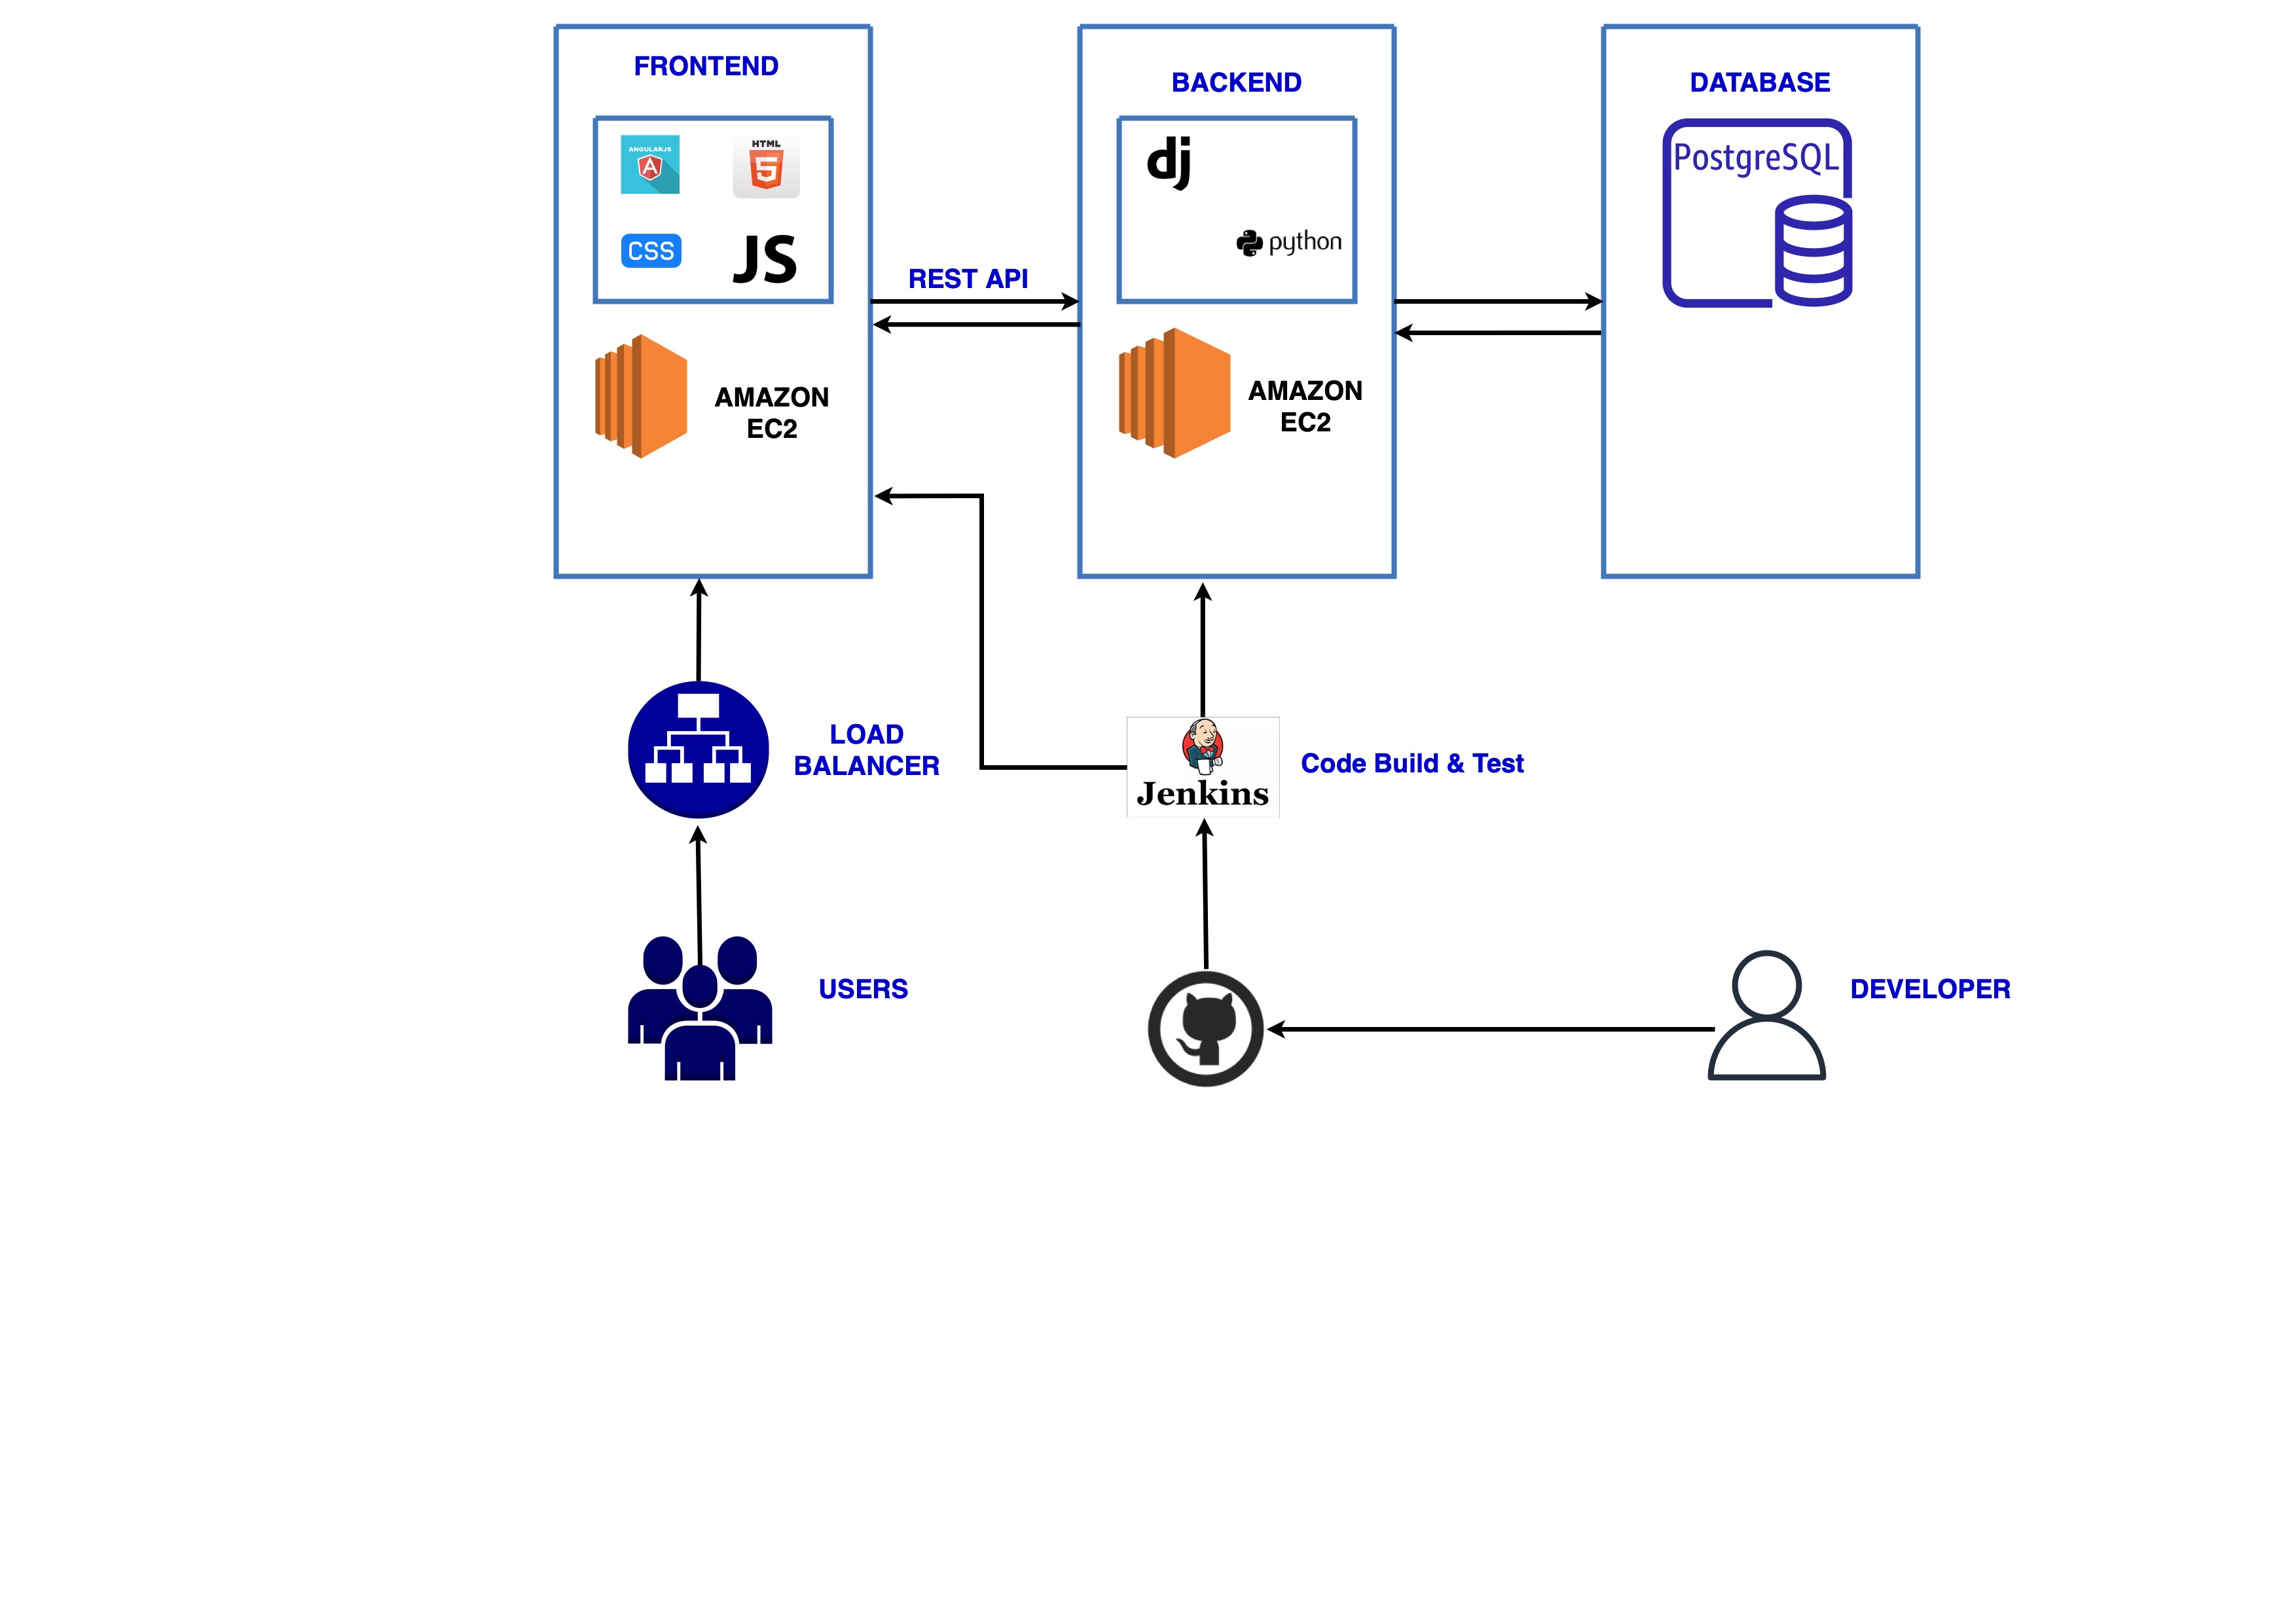 FRONTEND
BACKEND
DATABASE
ANGULARJS
A
HTML
5
CSS
JS
dj
python
PostgreSQL
REST API
AMAZON
EC2
AMAZON
EC2
LOAD
BALANCER
Jenkins
Code Build & Test
USERS
DEVELOPER